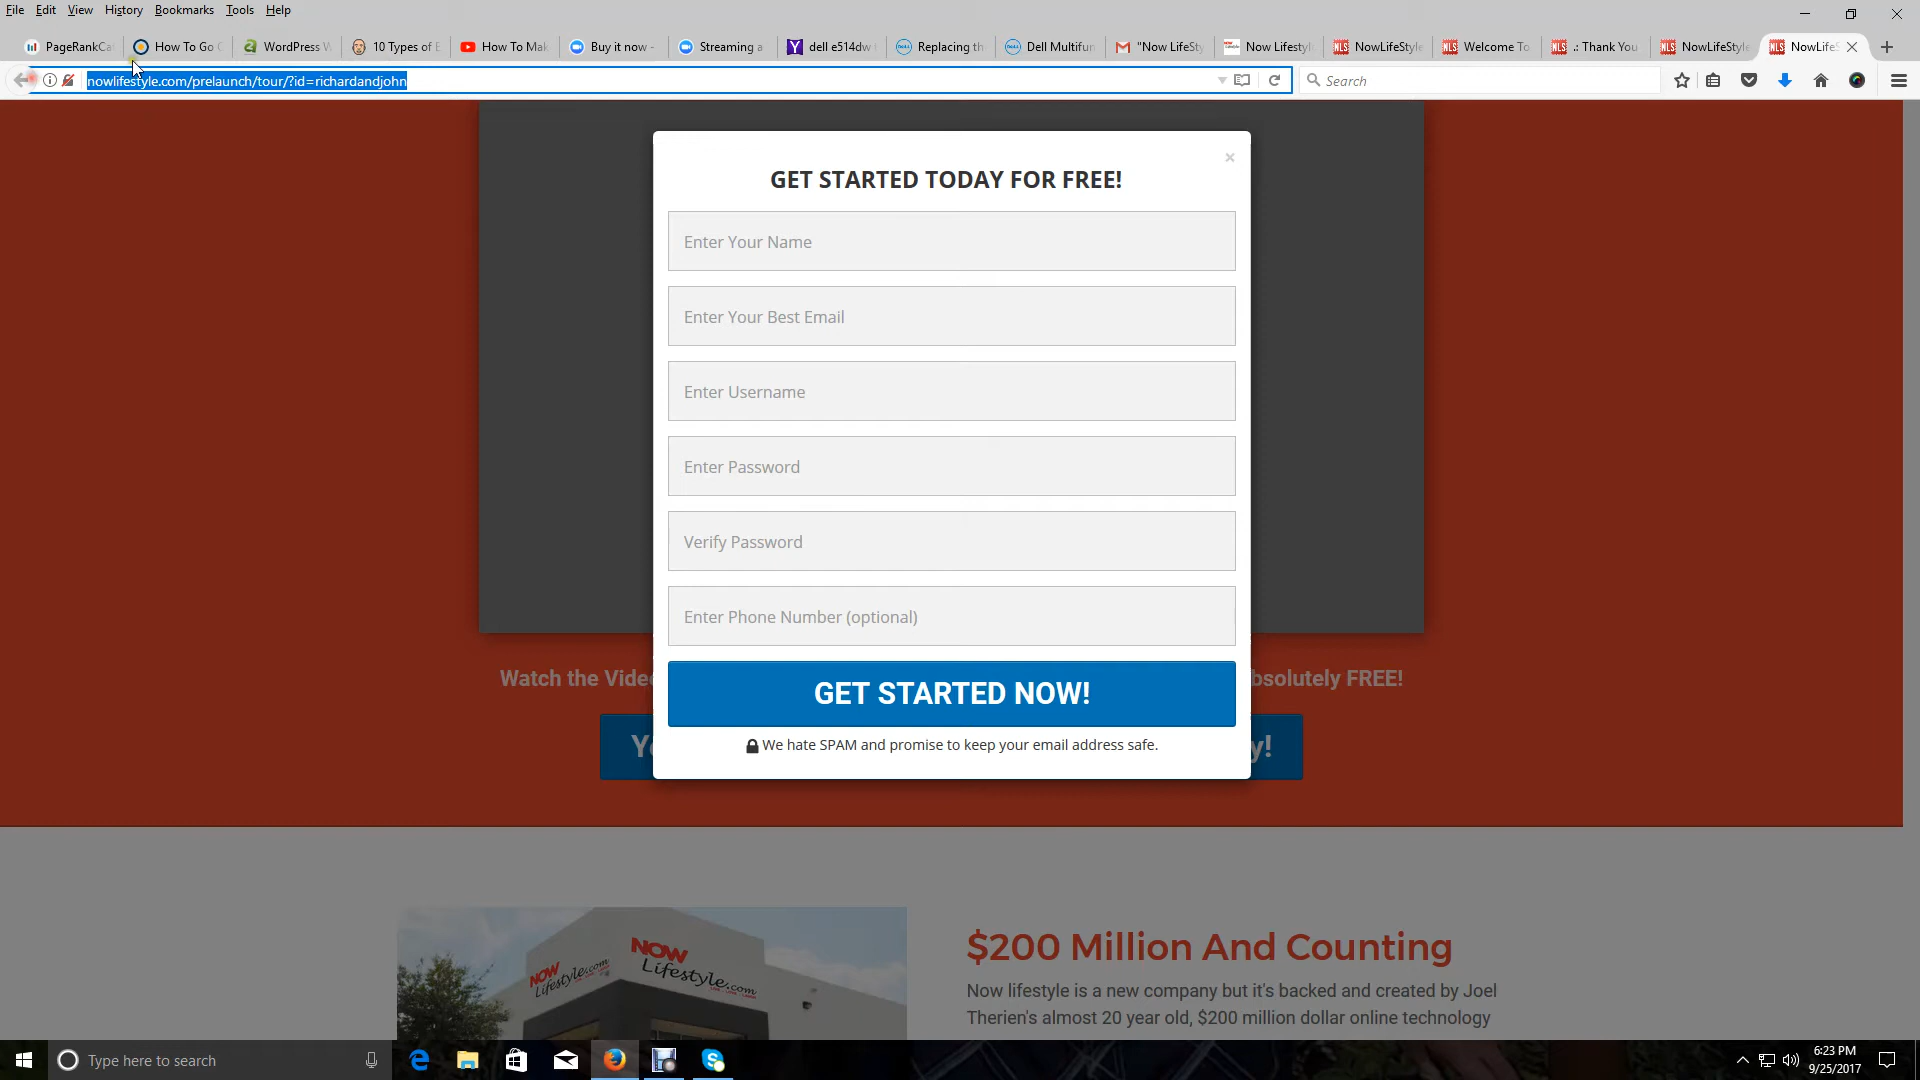 File Edit View History Bookmarks Tools Help
PageRankCa How To Go C WordPress W 10 Types of E How To Mak Buy it now - Streaming a dell e514dw Replacing th Dell Multifun "Now LifeSty Now Lifestyl NowLifeStyle Welcome To .: Thank You NowLifeStyle NowLifeS
nowlifestyle.com/prelaunch/tour/?id=richardandjohn Search
×
GET STARTED TODAY FOR FREE!
Enter Your Name
Enter Your Best Email
Enter Username
Enter Password
Verify Password
Enter Phone Number (optional)
Watch the Vide bsolutely FREE!
GET STARTED NOW!
Y y!
We hate SPAM and promise to keep your email address safe.
NOW Lifestyle.com
NOW Lifestyle.com
$200 Million And Counting
Now lifestyle is a new company but it's backed and created by Joel
Therien's almost 20 year old, $200 million dollar online technology
Type here to search
6:23 PM
9/25/2017